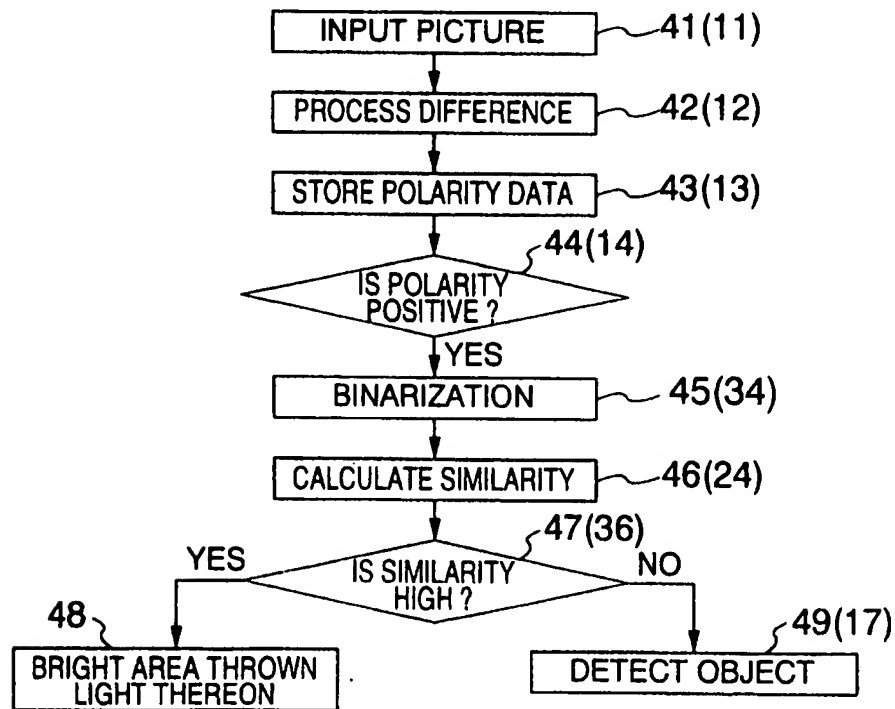 INPUT PICTURE
41(11)
PROCESS DIFFERENCE
42(12)
STORE POLARITY DATA
43(13)
44(14)
IS POLARITY
POSITIVE ?
YES
BINARIZATION
45(34)
CALCULATE SIMILARITY
46(24)
47(36)
YES
IS SIMILARITY
HIGH ?
NO
48
BRIGHT AREA THROWN
LIGHT THEREON
49(17)
DETECT OBJECT